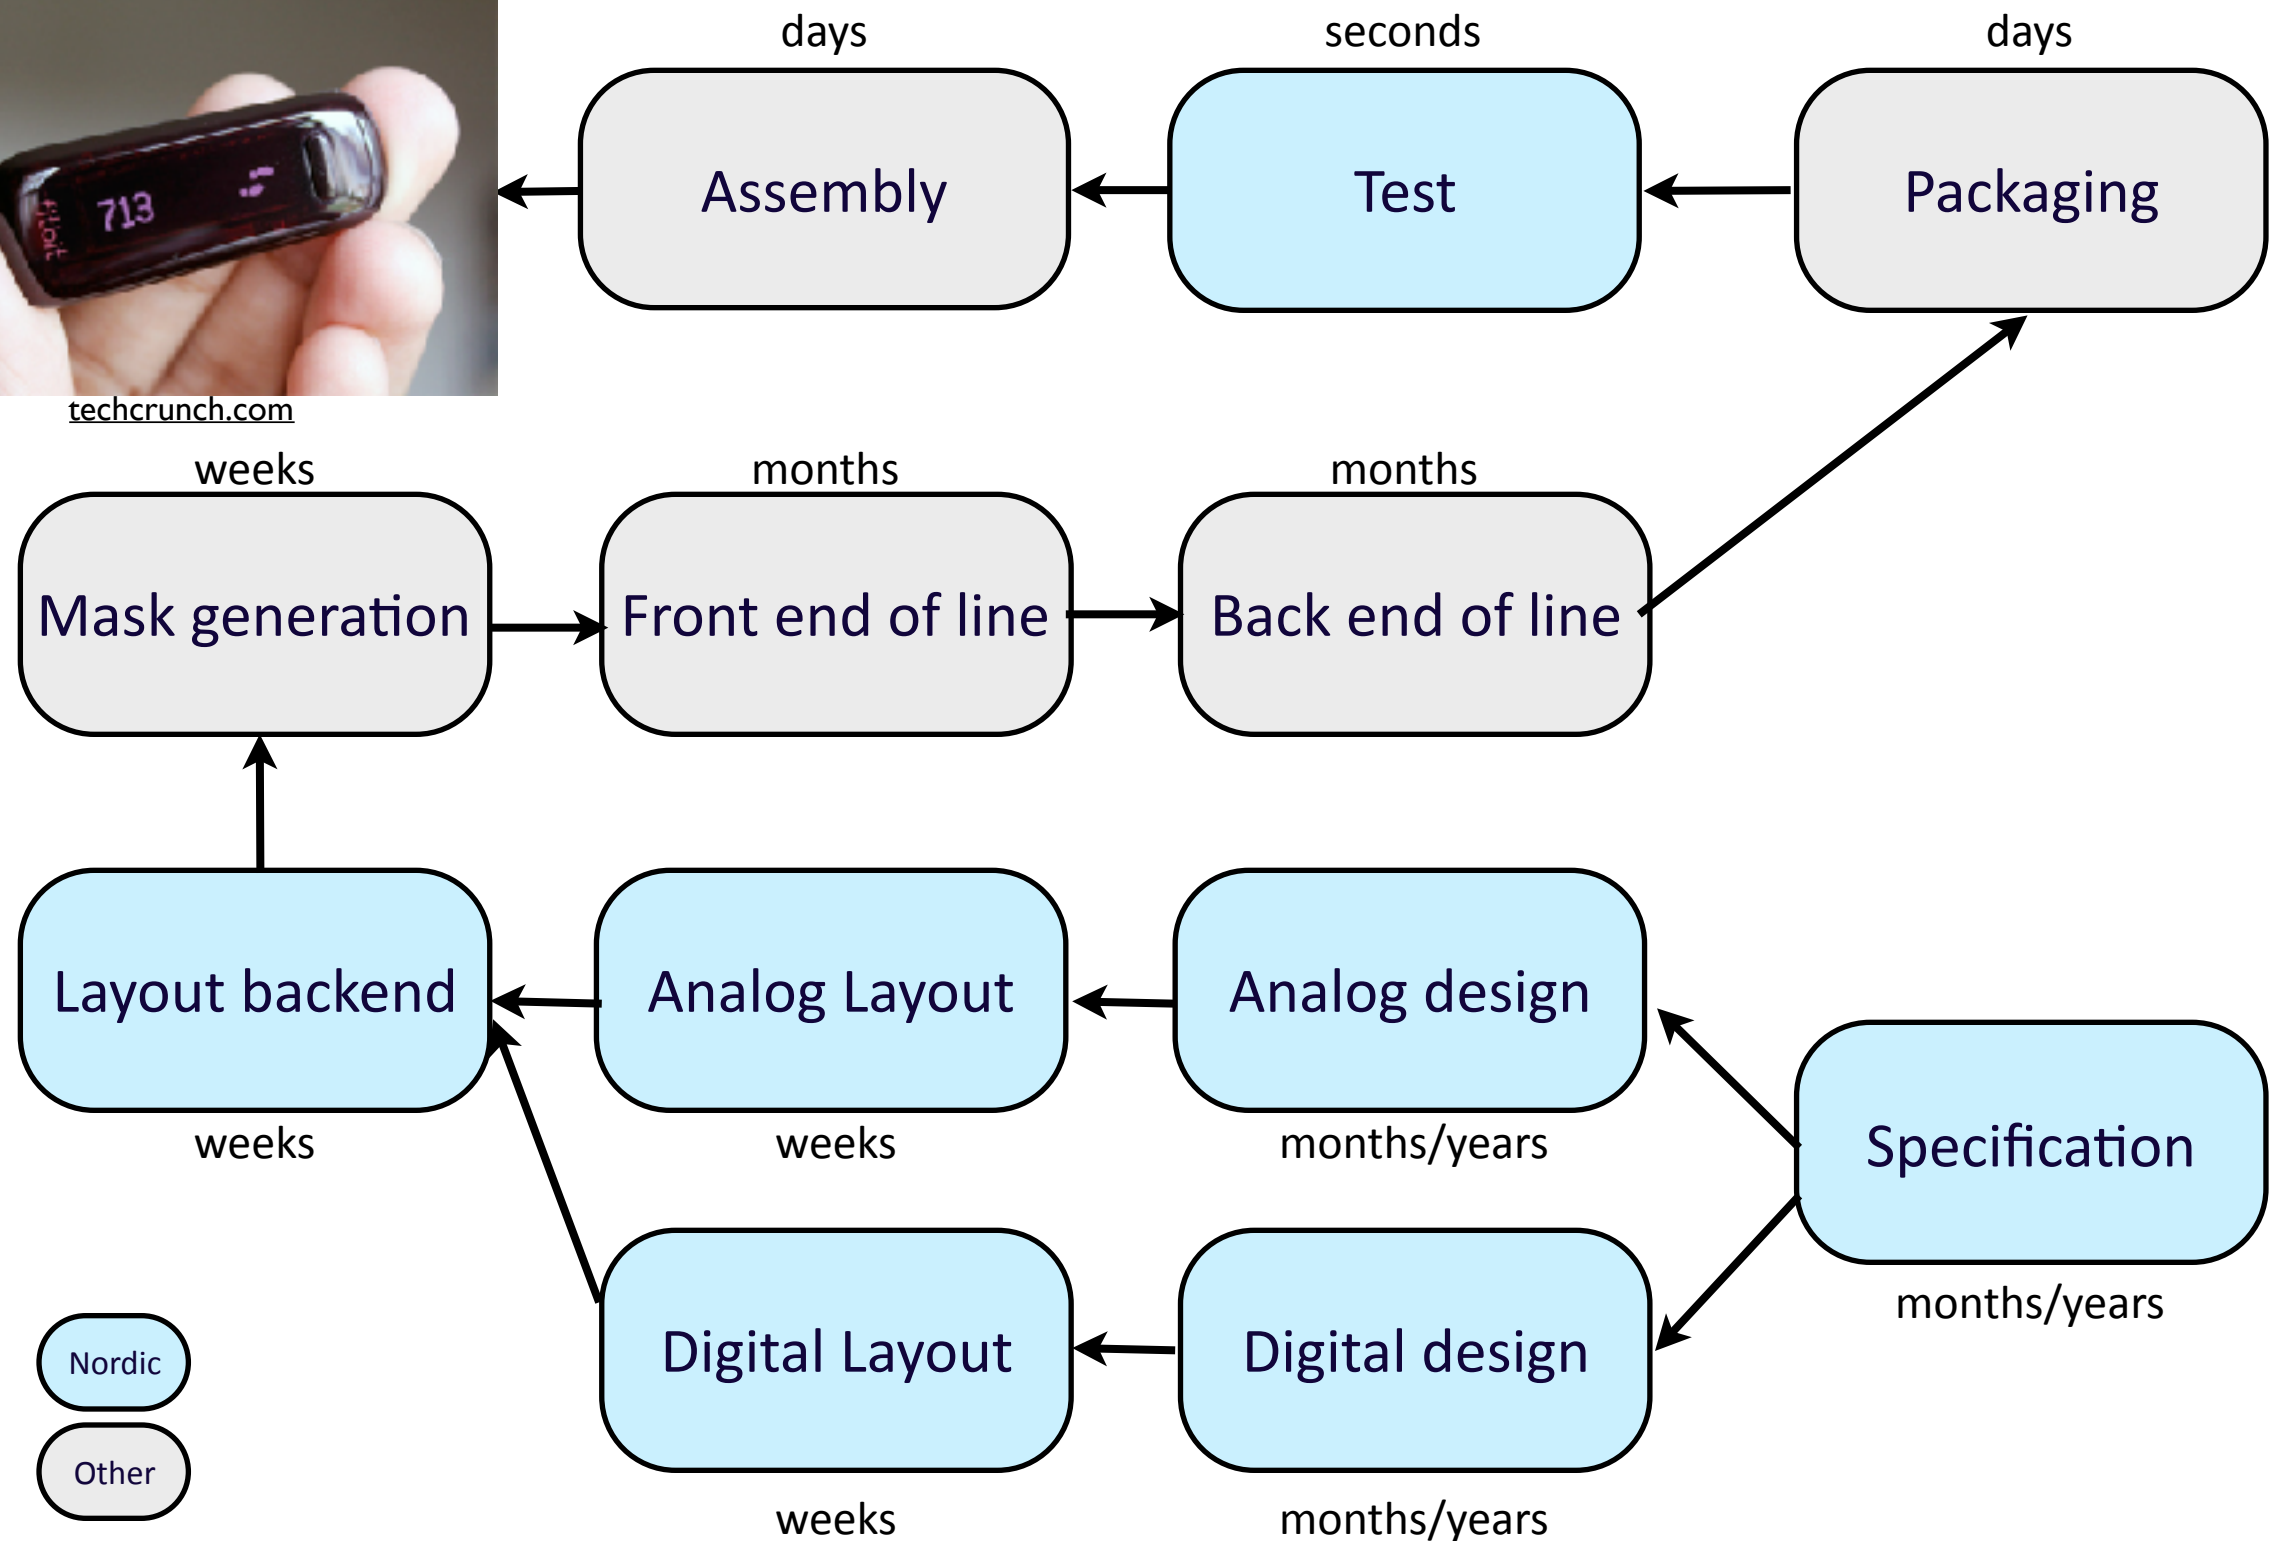 days
seconds
days
Assembly
Test
Packaging
fitbit
713
techcrunch.com
weeks
months
months
Mask generation
Front end of line
Back end of line
Layout backend
Analog Layout
Analog design
Specification
weeks
weeks
months/years
months/years
Digital Layout
Digital design
Nordic
Other
weeks
months/years